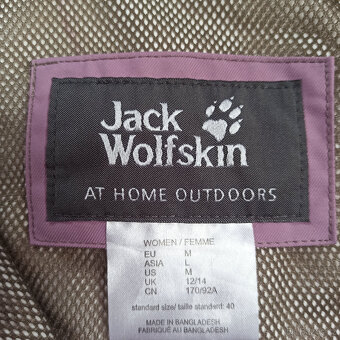 Jack
Wolfskin
AT HOME OUTDOORS
WOMEN / FEMME
EU M
ASIA L
US M
UK 12/14
CN 170/92A
standard size/ taille standard: 40
MADE IN BANGLADESH
FABRIQUÉ AU BANGLADESH